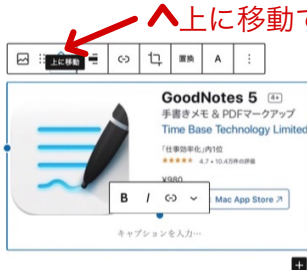 上に移動で
上に移動
置換
A
GoodNotes 5 4+
手書きメモ & PDFマークアップ
Time Base Technology Limited
「仕事効率化」内1位
★★★★★ 4.7 • 10.4万件の評価
¥980
B I
Mac App Store ↗
キャプションを入力…